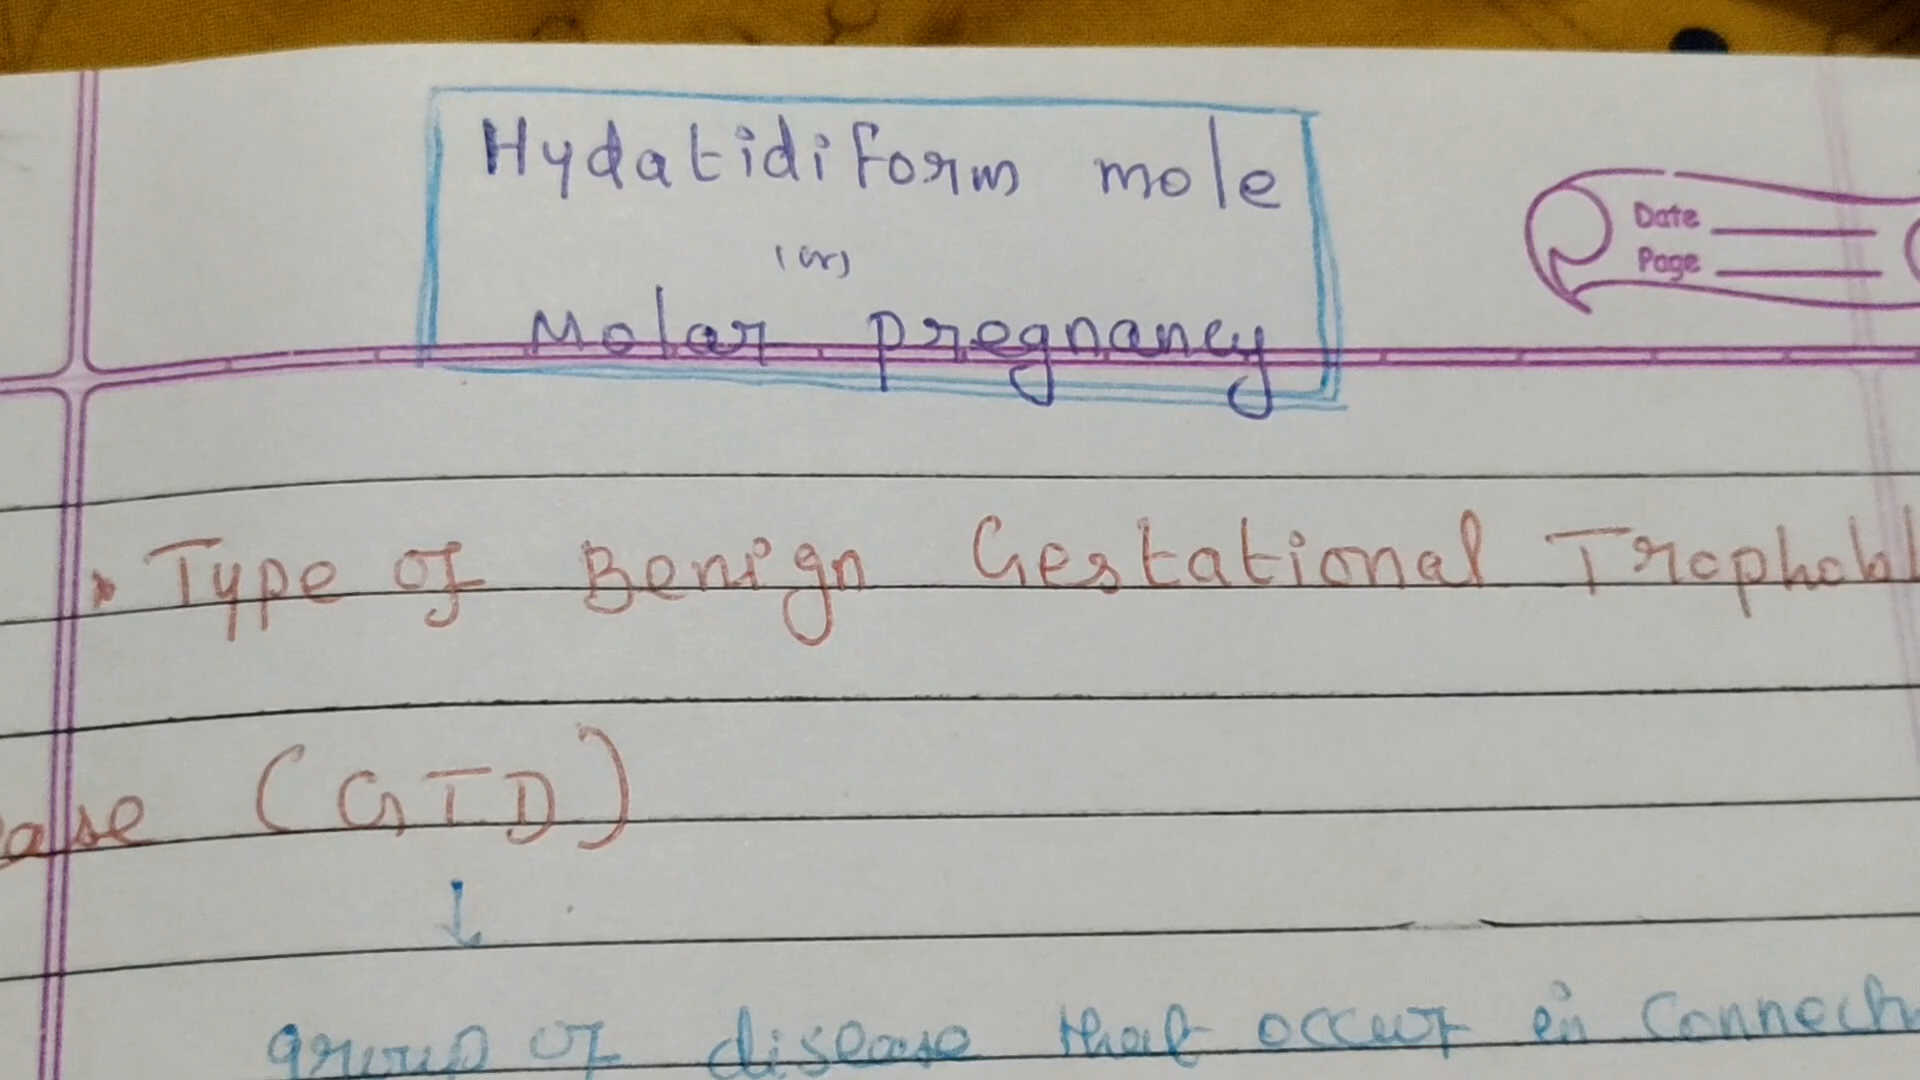 Hydatidiform mole
(or)
Molar pregnancy
Date
Page
• Type of Benign Gestational Trophobl
ase (GTD)
↓
group of disease that occur in Connect